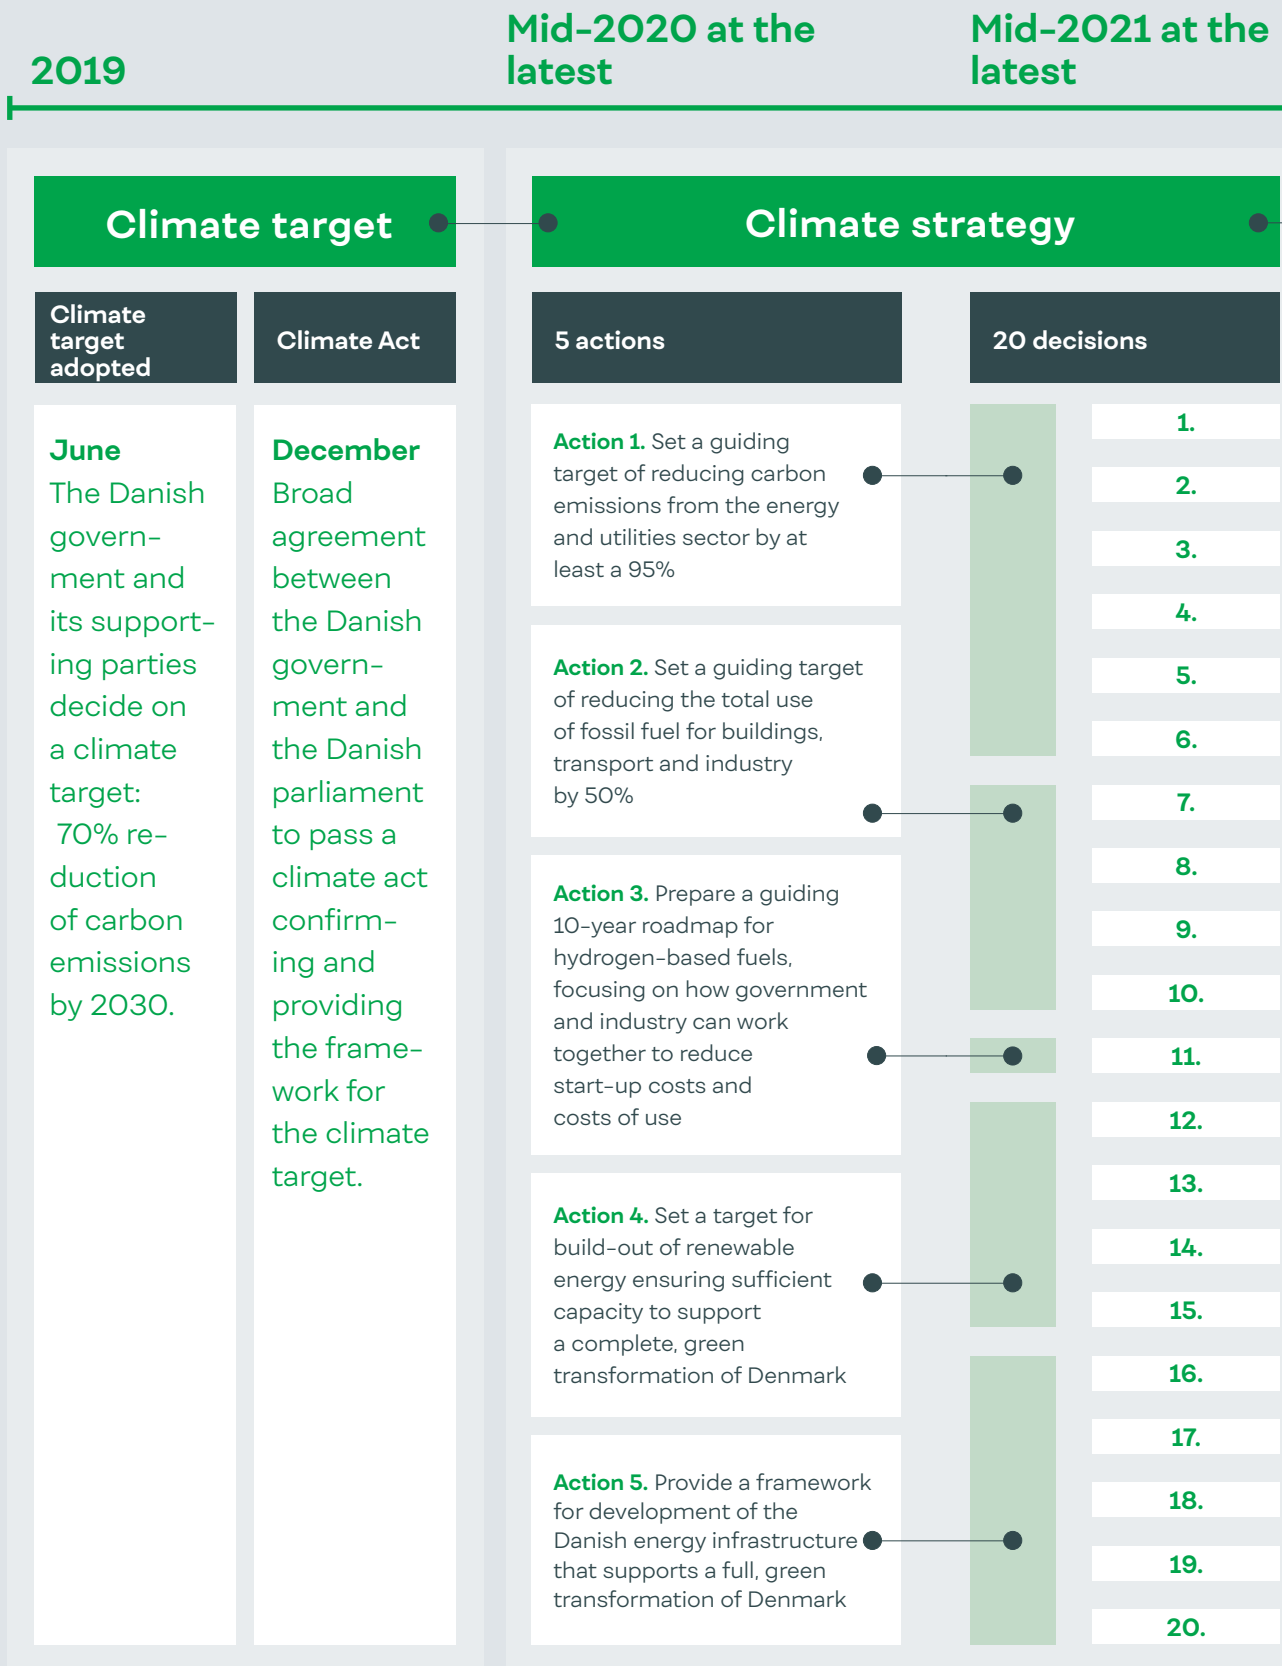 2019
Mid-2020 at the
latest
Mid-2021 at the
latest
Climate target
Climate strategy
Climate
target
adopted
Climate Act
5 actions
20 decisions
June
The Danish
govern-
ment and
its support-
ing parties
decide on
a climate
target:
70% re-
duction
of carbon
emissions
by 2030.
December
Broad
agreement
between
the Danish
govern-
ment and
the Danish
parliament
to pass a
climate act
confirm-
ing and
providing
the frame-
work for
the climate
target.
Action 1. Set a guiding
target of reducing carbon
emissions from the energy
and utilities sector by at
least a 95%
Action 2. Set a guiding target
of reducing the total use
of fossil fuel for buildings,
transport and industry
by 50%
Action 3. Prepare a guiding
10-year roadmap for
hydrogen-based fuels,
focusing on how government
and industry can work
together to reduce
start-up costs and
costs of use
Action 4. Set a target for
build-out of renewable
energy ensuring sufficient
capacity to support
a complete, green
transformation of Denmark
Action 5. Provide a framework
for development of the
Danish energy infrastructure
that supports a full, green
transformation of Denmark
1.
2.
3.
4.
5.
6.
7.
8.
9.
10.
11.
12.
13.
14.
15.
16.
17.
18.
19.
20.